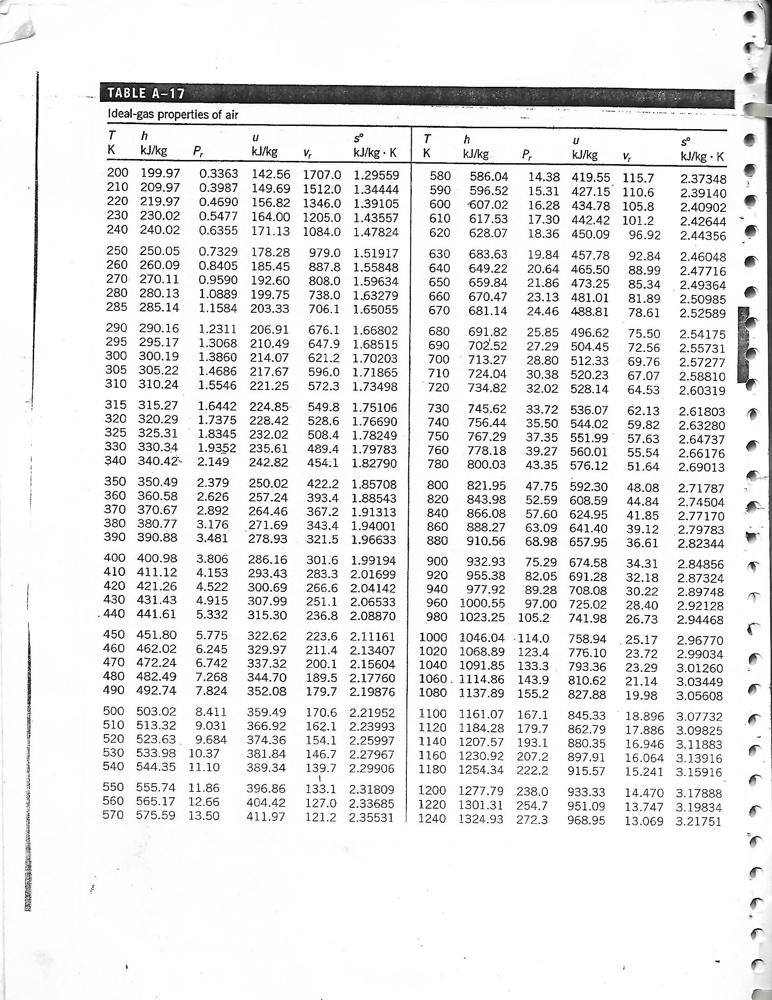 TABLE A–17
Ideal-gas properties of air
T h u s° T h u s°
K kJ/kg Pr kJ/kg vr kJ/kg · K K kJ/kg Pr kJ/kg vr kJ/kg · K
200 199.97 0.3363 142.56 1707.0 1.29559 580 586.04 14.38 419.55 115.7 2.37348
210 209.97 0.3987 149.69 1512.0 1.34444 590 596.52 15.31 427.15 110.6 2.39140
220 219.97 0.4690 156.82 1346.0 1.39105 600 607.02 16.28 434.78 105.8 2.40902
230 230.02 0.5477 164.00 1205.0 1.43557 610 617.53 17.30 442.42 101.2 2.42644
240 240.02 0.6355 171.13 1084.0 1.47824 620 628.07 18.36 450.09 96.92 2.44356
250 250.05 0.7329 178.28 979.0 1.51917 630 683.63 19.84 457.78 92.84 2.46048
260 260.09 0.8405 185.45 887.8 1.55848 640 649.22 20.64 465.50 88.99 2.47716
270 270.11 0.9590 192.60 808.0 1.59634 650 659.84 21.86 473.25 85.34 2.49364
280 280.13 1.0889 199.75 738.0 1.63279 660 670.47 23.13 481.01 81.89 2.50985
285 285.14 1.1584 203.33 706.1 1.65055 670 681.14 24.46 488.81 78.61 2.52589
290 290.16 1.2311 206.91 676.1 1.66802 680 691.82 25.85 496.62 75.50 2.54175
295 295.17 1.3068 210.49 647.9 1.68515 690 702.52 27.29 504.45 72.56 2.55731
300 300.19 1.3860 214.07 621.2 1.70203 700 713.27 28.80 512.33 69.76 2.57277
305 305.22 1.4686 217.67 596.0 1.71865 710 724.04 30.38 520.23 67.07 2.58810
310 310.24 1.5546 221.25 572.3 1.73498 720 734.82 32.02 528.14 64.53 2.60319
315 315.27 1.6442 224.85 549.8 1.75106 730 745.62 33.72 536.07 62.13 2.61803
320 320.29 1.7375 228.42 528.6 1.76690 740 756.44 35.50 544.02 59.82 2.63280
325 325.31 1.8345 232.02 508.4 1.78249 750 767.29 37.35 551.99 57.63 2.64737
330 330.34 1.9352 235.61 489.4 1.79783 760 778.18 39.27 560.01 55.54 2.66176
340 340.42 2.149 242.82 454.1 1.82790 780 800.03 43.35 576.12 51.64 2.69013
350 350.49 2.379 250.02 422.2 1.85708 800 821.95 47.75 592.30 48.08 2.71787
360 360.58 2.626 257.24 393.4 1.88543 820 843.98 52.59 608.59 44.84 2.74504
370 370.67 2.892 264.46 367.2 1.91313 840 866.08 57.60 624.95 41.85 2.77170
380 380.77 3.176 271.69 343.4 1.94001 860 888.27 63.09 641.40 39.12 2.79783
390 390.88 3.481 278.93 321.5 1.96633 880 910.56 68.98 657.95 36.61 2.82344
400 400.98 3.806 286.16 301.6 1.99194 900 932.93 75.29 674.58 34.31 2.84856
410 411.12 4.153 293.43 283.3 2.01699 920 955.38 82.05 691.28 32.18 2.87324
420 421.26 4.522 300.69 266.6 2.04142 940 977.92 89.28 708.08 30.22 2.89748
430 431.43 4.915 307.99 251.1 2.06533 960 1000.55 97.00 725.02 28.40 2.92128
440 441.61 5.332 315.30 236.8 2.08870 980 1023.25 105.2 741.98 26.73 2.94468
450 451.80 5.775 322.62 223.6 2.11161 1000 1046.04 114.0 758.94 25.17 2.96770
460 462.02 6.245 329.97 211.4 2.13407 1020 1068.89 123.4 776.10 23.72 2.99034
470 472.24 6.742 337.32 200.1 2.15604 1040 1091.85 133.3 793.36 23.29 3.01260
480 482.49 7.268 344.70 189.5 2.17760 1060 1114.86 143.9 810.62 21.14 3.03449
490 492.74 7.824 352.08 179.7 2.19876 1080 1137.89 155.2 827.88 19.98 3.05608
500 503.02 8.411 359.49 170.6 2.21952 1100 1161.07 167.1 845.33 18.896 3.07732
510 513.32 9.031 366.92 162.1 2.23993 1120 1184.28 179.7 862.79 17.886 3.09825
520 523.63 9.684 374.36 154.1 2.25997 1140 1207.57 193.1 880.35 16.946 3.11883
530 533.98 10.37 381.84 146.7 2.27967 1160 1230.92 207.2 897.91 16.064 3.13916
540 544.35 11.10 389.34 139.7 2.29906 1180 1254.34 222.2 915.57 15.241 3.15916
550 555.74 11.86 396.86 133.1 2.31809 1200 1277.79 238.0 933.33 14.470 3.17888
560 565.17 12.66 404.42 127.0 2.33685 1220 1301.31 254.7 951.09 13.747 3.19834
570 575.59 13.50 411.97 121.2 2.35531 1240 1324.93 272.3 968.95 13.069 3.21751